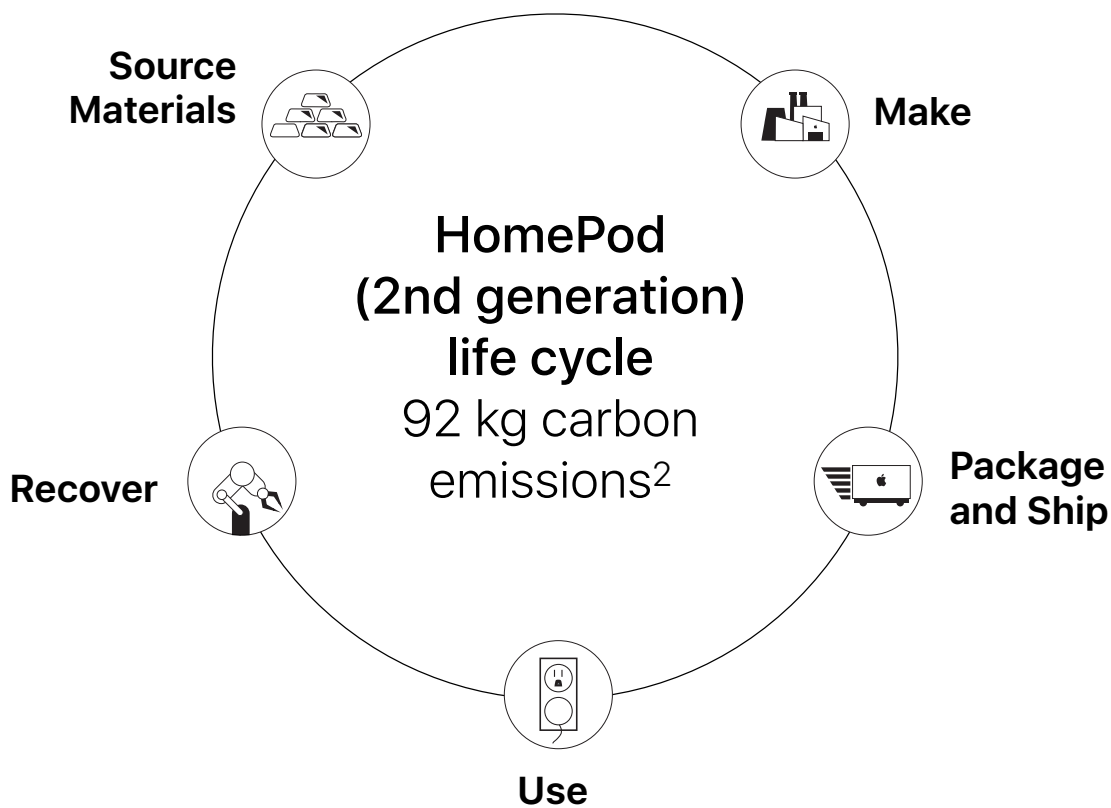 Source
Materials
Make
HomePod
(2nd generation)
life cycle
92 kg carbon
emissions²
Recover
Package
and Ship
Use